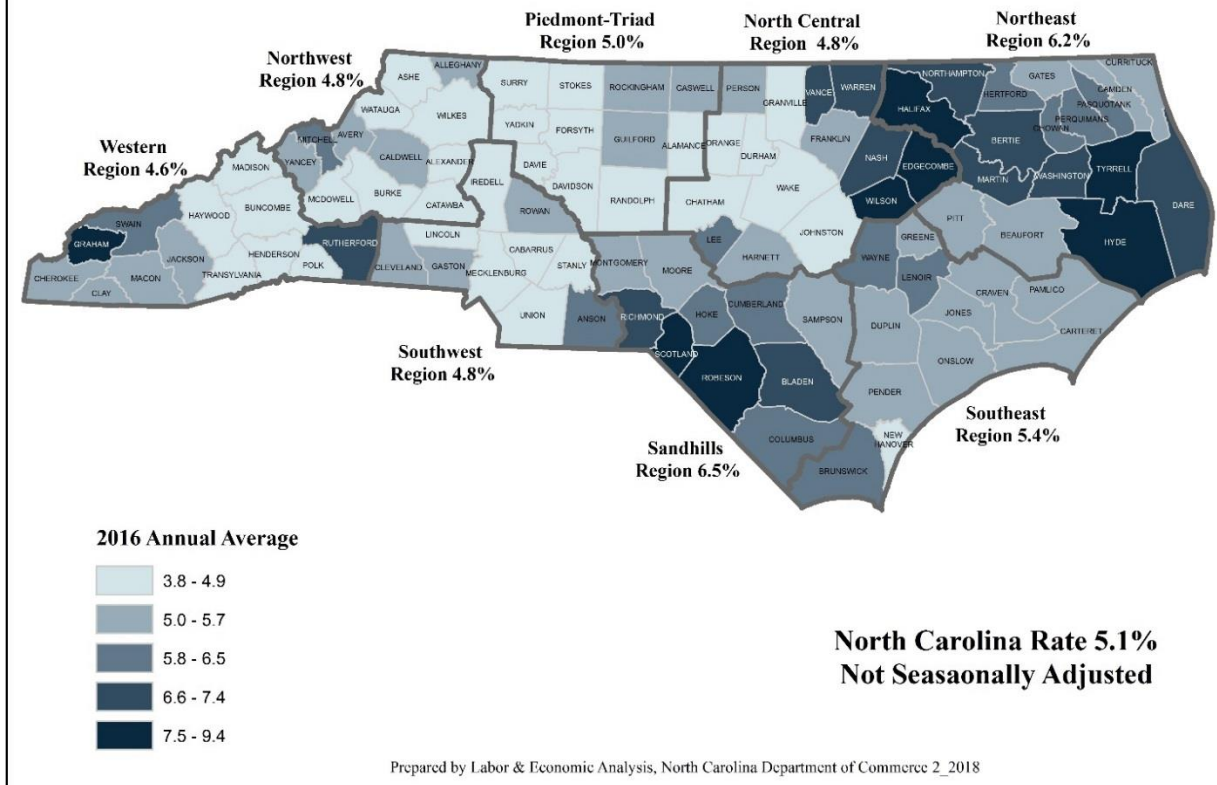 Piedmont-Triad
Region 5.0%
North Central
Region 4.8%
Northeast
Region 6.2%
Northwest
Region 4.8%
Western
Region 4.6%
Southwest
Region 4.8%
Sandhills
Region 6.5%
Southeast
Region 5.4%
ALLEGHANY
ASHE
SURRY
STOKES
ROCKINGHAM
CASWELL
PERSON
GRANVILLE
VANCE
WARREN
NORTHAMPTON
GATES
CURRITUCK
CAMDEN
HERTFORD
PASQUOTANK
PERQUIMANS
CHOWAN
HALIFAX
WATAUGA
WILKES
YADKIN
FORSYTH
GUILFORD
ALAMANCE
ORANGE
DURHAM
FRANKLIN
NASH
EDGECOMBE
BERTIE
MITCHELL
AVERY
YANCEY
CALDWELL
ALEXANDER
DAVIE
IREDELL
DAVIDSON
RANDOLPH
CHATHAM
WAKE
WILSON
MARTIN
WASHINGTON
TYRRELL
DARE
MADISON
MCDOWELL
BURKE
CATAWBA
ROWAN
JOHNSTON
PITT
BEAUFORT
HYDE
HAYWOOD
BUNCOMBE
SWAIN
GRAHAM
JACKSON
HENDERSON
RUTHERFORD
POLK
LINCOLN
CABARRUS
LEE
HARNETT
WAYNE
GREENE
LENOIR
CHEROKEE
MACON
CLAY
TRANSYLVANIA
CLEVELAND
GASTON
MECKLENBURG
STANLY
MONTGOMERY
MOORE
CRAVEN
PAMLICO
JONES
CARTERET
UNION
ANSON
RICHMOND
HOKE
CUMBERLAND
SAMPSON
DUPLIN
ONSLOW
SCOTLAND
ROBESON
BLADEN
PENDER
COLUMBUS
NEW
HANOVER
BRUNSWICK
2016 Annual Average
3.8 - 4.9
5.0 - 5.7
5.8 - 6.5
6.6 - 7.4
7.5 - 9.4
North Carolina Rate 5.1%
Not Seasaonally Adjusted
Prepared by Labor & Economic Analysis, North Carolina Department of Commerce 2_2018